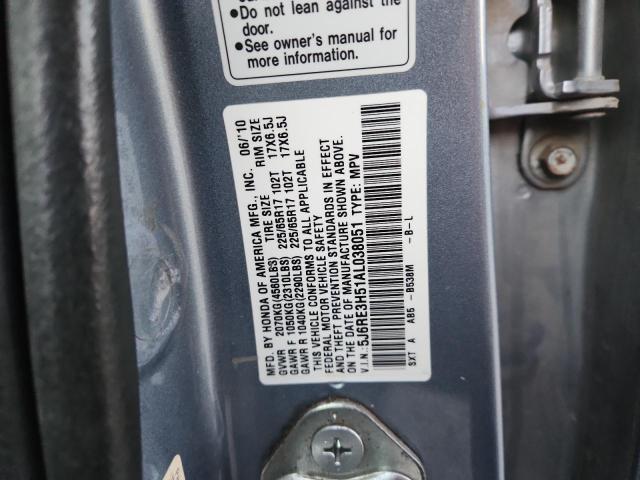 •Do not lean against the
door.
•See owner's manual for
more information.
MFD. BY HONDA OF AMERICA MFG., INC. 06/'10
TIRE SIZE RIM SIZE
GVWR 2070KG(4560LBS)
GAWR F 1050KG(2310LBS) 225/65R17 102T 17X6.5J
GAWR R 1040KG(2290LBS) 225/65R17 102T 17X6.5J
THIS VEHICLE CONFORMS TO ALL APPLICABLE
FEDERAL MOTOR VEHICLE SAFETY
AND THEFT PREVENTION STANDARDS IN EFFECT
ON THE DATE OF MANUFACTURE SHOWN ABOVE.
V.I.N.: 5J6RE3H51AL038051 TYPE: MPV
SXT A AB5 -B536M -B-L